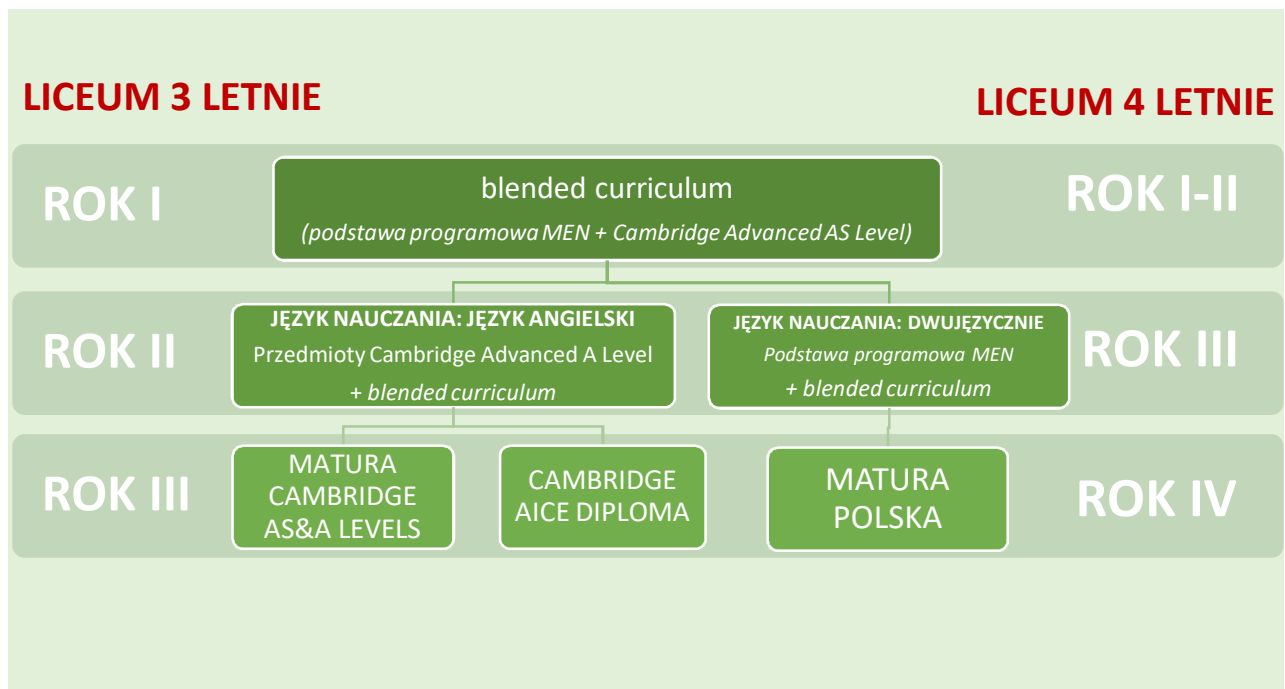 LICEUM 3 LETNIE
LICEUM 4 LETNIE
ROK I
blended curriculum
(podstawa programowa MEN + Cambridge Advanced AS Level)
ROK I-II
ROK II
JĘZYK NAUCZANIA: JĘZYK ANGIELSKI
Przedmioty Cambridge Advanced A Level
+ blended curriculum
JĘZYK NAUCZANIA: DWUJĘZYCZNIE
Podstawa programowa MEN
+ blended curriculum
ROK III
ROK III
MATURA
CAMBRIDGE
AS&A LEVELS
CAMBRIDGE
AICE DIPLOMA
MATURA
POLSKA
ROK IV